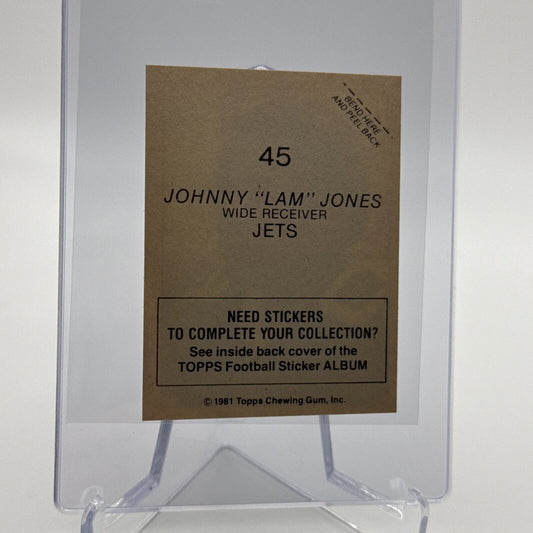 BEND HERE
AND PEEL BACK
45
JOHNNY "LAM" JONES
WIDE RECEIVER
JETS
NEED STICKERS
TO COMPLETE YOUR COLLECTION?
See inside back cover of the
TOPPS Football Sticker ALBUM
© 1981 Topps Chewing Gum, Inc.